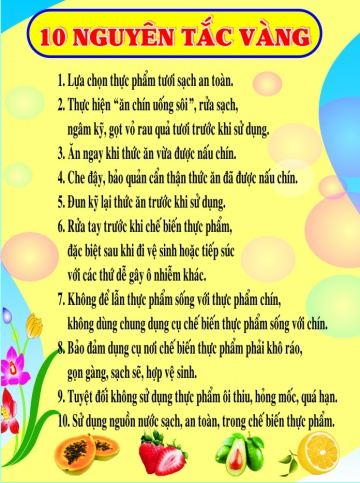 10 NGUYÊN TẮC VÀNG
1. Lựa chọn thực phẩm tươi sạch an toàn.
2. Thực hiện “ăn chín uống sôi”, rửa sạch,
ngâm kỹ, gọt vỏ rau quả tươi trước khi sử dụng.
3. Ăn ngay khi thức ăn vừa được nấu chín.
4. Che đậy, bảo quản cẩn thận thức ăn đã được nấu chín.
5. Đun kỹ lại thức ăn trước khi sử dụng.
6. Rửa tay trước khi chế biến thực phẩm,
đặc biệt sau khi đi vệ sinh hoặc tiếp súc
với các thứ dễ gây ô nhiễm khác.
7. Không để lẫn thực phẩm sống với thực phẩm chín,
không dùng chung dụng cụ chế biến thực phẩm sống với chín.
8. Bảo đảm dụng cụ nơi chế biến thực phẩm phải khô ráo,
gọn gàng, sạch sẽ, hợp vệ sinh.
9. Tuyệt đối không sử dụng thực phẩm ôi thiu, hỏng mốc, quá hạn.
10. Sử dụng nguồn nước sạch, an toàn, trong chế biến thực phẩm.